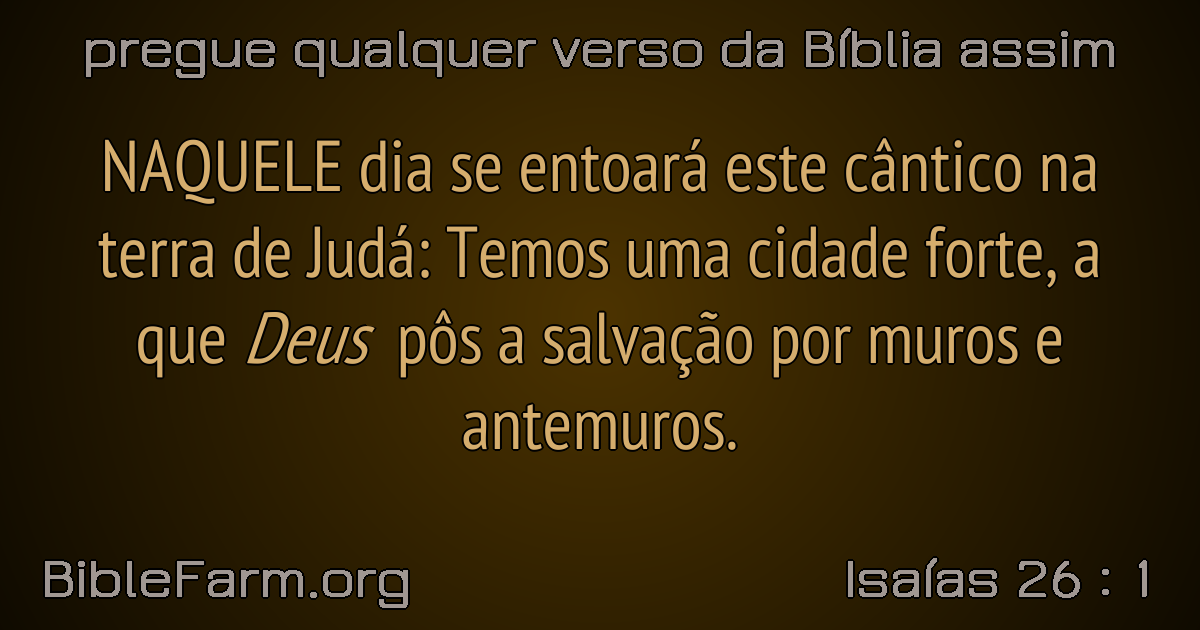 pregue qualquer verso da Bíblia assim
NAQUELE dia se entoará este cântico na
terra de Judá: Temos uma cidade forte, a
que Deus pôs a salvação por muros e
antemuros.
BibleFarm.org
Isaías 26 : 1